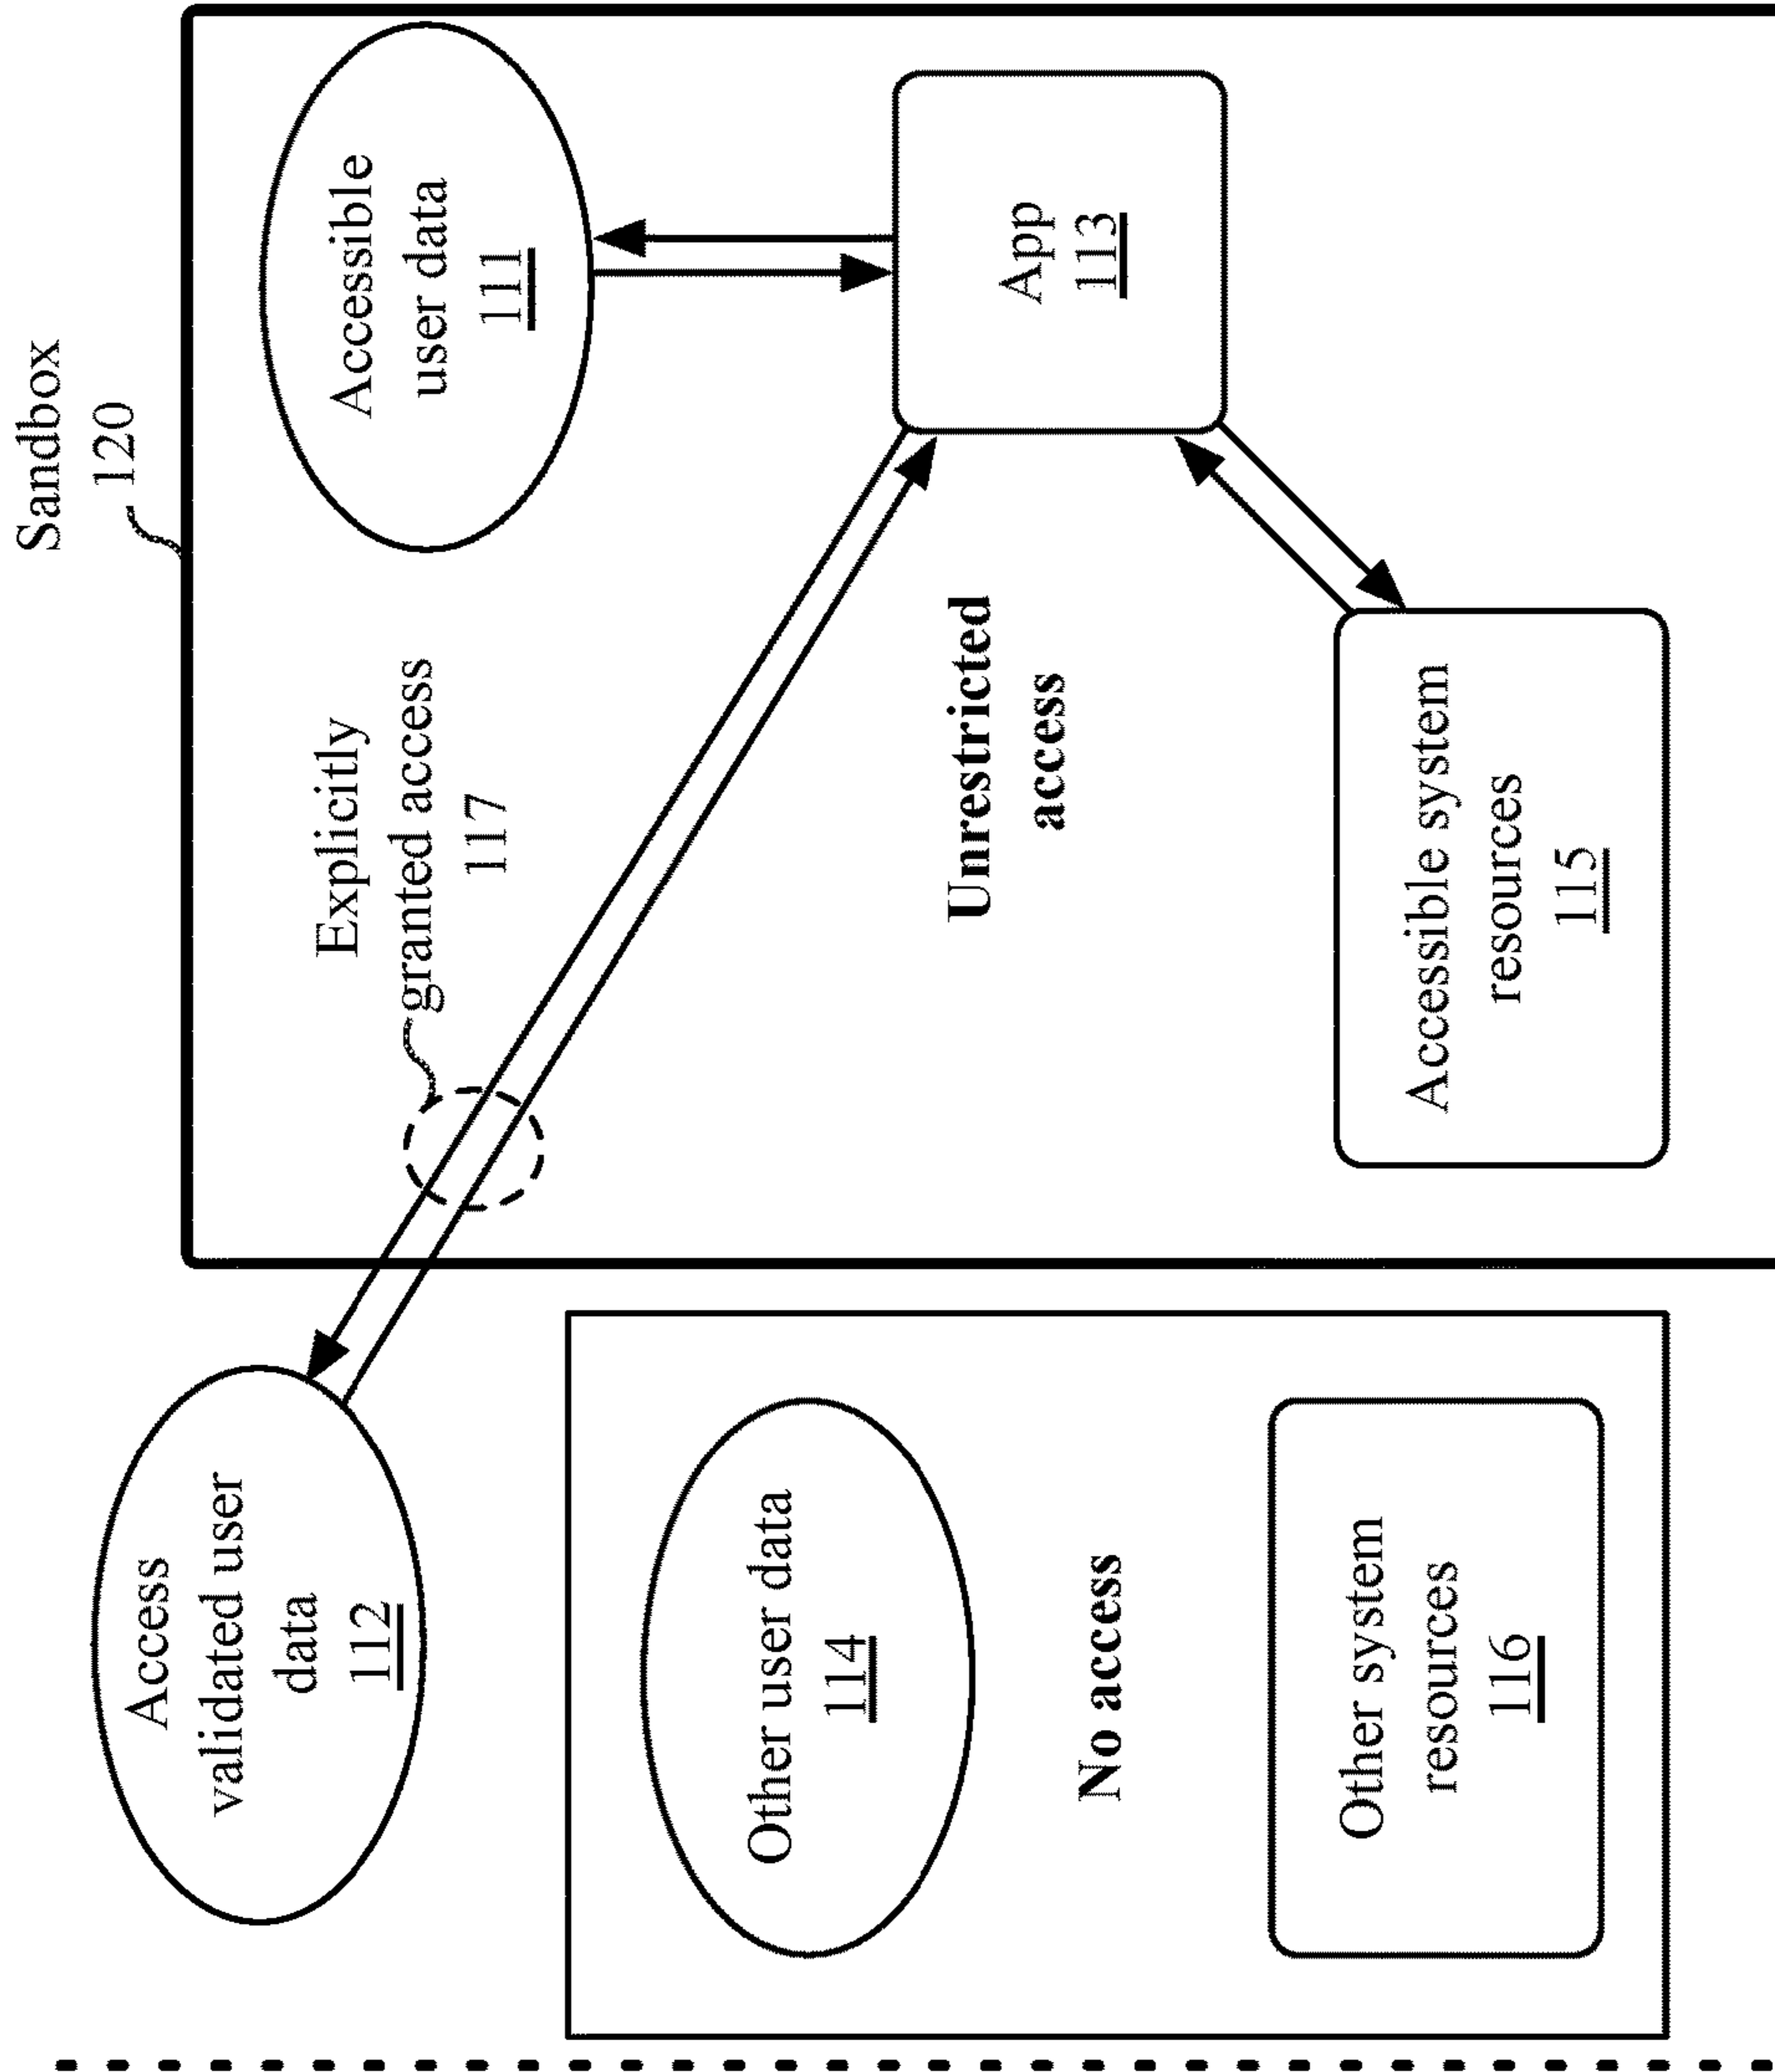 Sandbox
120
Access
validated user
data
112
Explicitly
granted access
117
Accessible
user data
111
Other user data
114
No access
Other system
resources
116
Unrestricted
access
App
113
Accessible system
resources
115